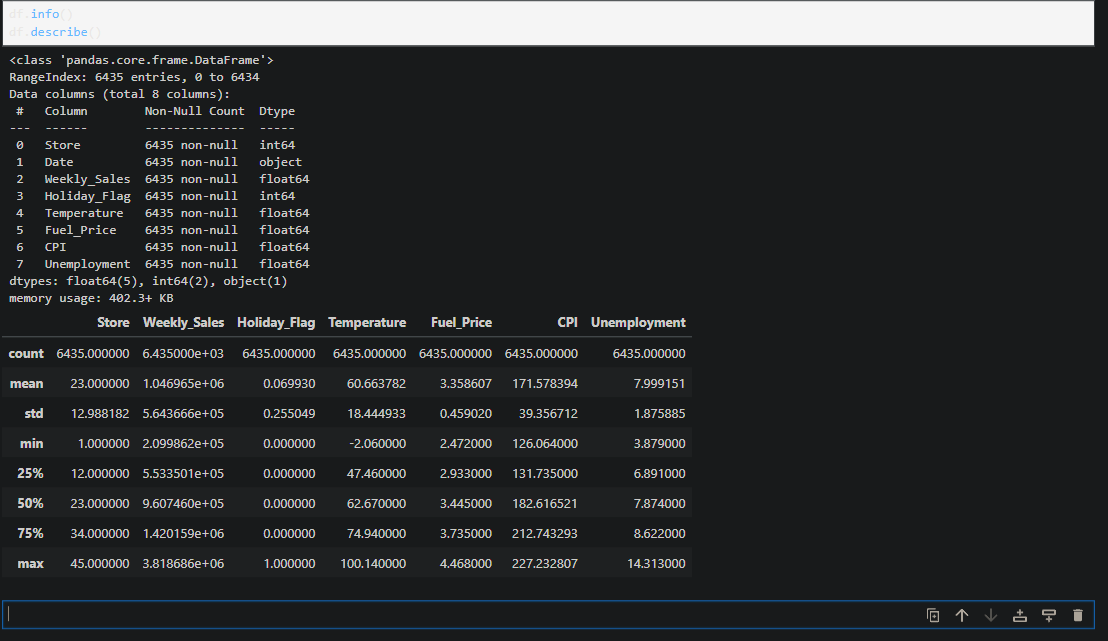 df.info()
df.describe()
<class 'pandas.core.frame.DataFrame'>
RangeIndex: 6435 entries, 0 to 6434
Data columns (total 8 columns):
 #   Column        Non-Null Count  Dtype
---  ------        --------------  -----
 0   Store         6435 non-null   int64
 1   Date          6435 non-null   object
 2   Weekly_Sales  6435 non-null   float64
 3   Holiday_Flag  6435 non-null   int64
 4   Temperature   6435 non-null   float64
 5   Fuel_Price    6435 non-null   float64
 6   CPI           6435 non-null   float64
 7   Unemployment  6435 non-null   float64
dtypes: float64(5), int64(2), object(1)
memory usage: 402.3+ KB
Store Weekly_Sales Holiday_Flag Temperature Fuel_Price CPI Unemployment
count 6435.000000 6.435000e+03 6435.000000 6435.000000 6435.000000 6435.000000 6435.000000
mean 23.000000 1.046965e+06 0.069930 60.663782 3.358607 171.578394 7.999151
std 12.988182 5.643666e+05 0.255049 18.444933 0.459020 39.356712 1.875885
min 1.000000 2.099862e+05 0.000000 -2.060000 2.472000 126.064000 3.879000
25% 12.000000 5.533501e+05 0.000000 47.460000 2.933000 131.735000 6.891000
50% 23.000000 9.607460e+05 0.000000 62.670000 3.445000 182.616521 7.874000
75% 34.000000 1.420159e+06 0.000000 74.940000 3.735000 212.743293 8.622000
max 45.000000 3.818686e+06 1.000000 100.140000 4.468000 227.232807 14.313000